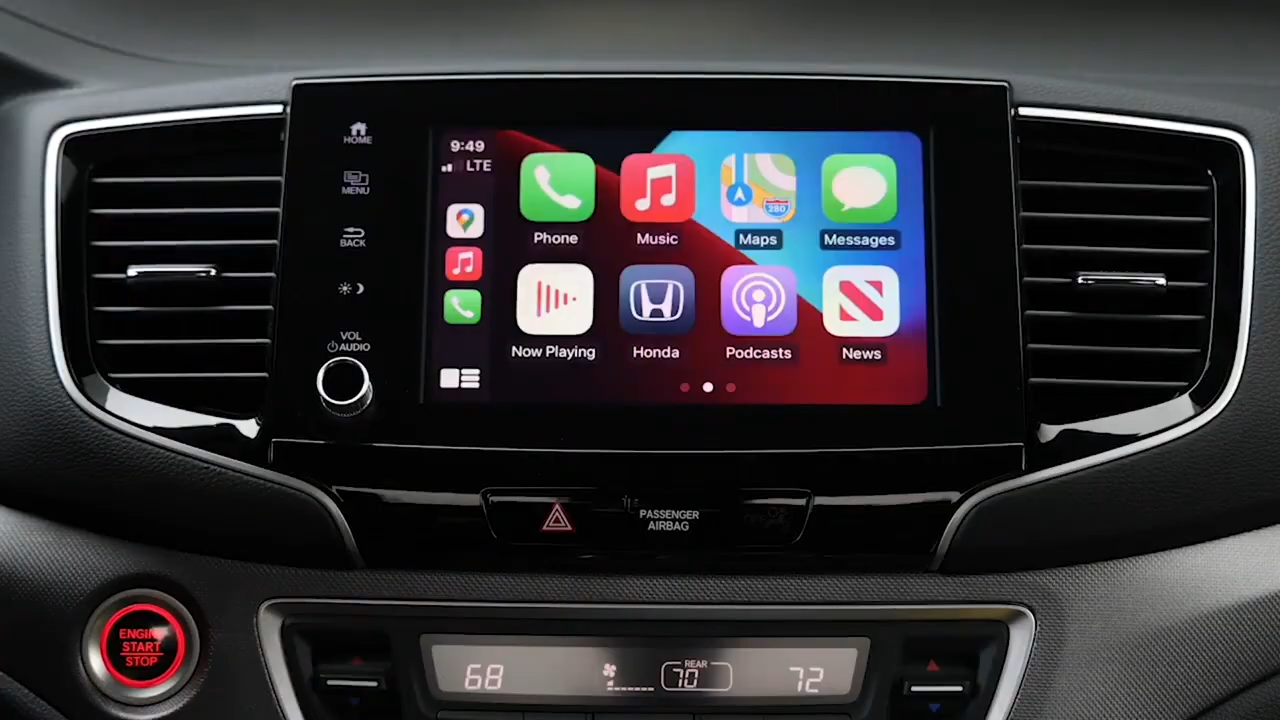 HOME
MENU
BACK
VOL
AUDIO
9:49
LTE
Phone
Music
280
Maps
Messages
Now Playing
Honda
Podcasts
News
PASSENGER
AIRBAG
ENGINE
START
STOP
68
REAR
70
72